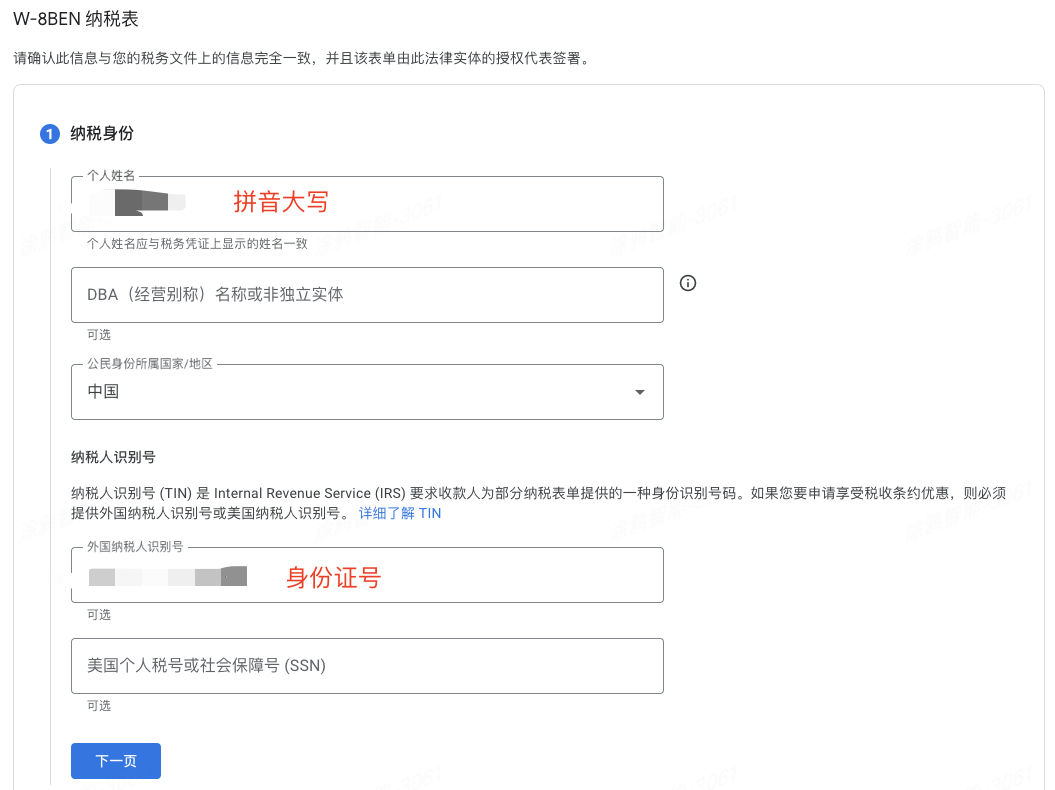 W-8BEN 纳税表
请确认此信息与您的税务文件上的信息完全一致，并且该表单由此法律实体的授权代表签署。
1 纳税身份
个人姓名
拼音大写
个人姓名应与税务凭证上显示的姓名一致
DBA（经营别称）名称或非独立实体
可选
公民身份所属国家/地区
中国
纳税人识别号
纳税人识别号 (TIN) 是 Internal Revenue Service (IRS) 要求收款人为部分纳税表单提供的一种身份识别号码。如果您要申请享受税收条约优惠，则必须
提供外国纳税人识别号或美国纳税人识别号。 详细了解 TIN
外国纳税人识别号
身份证号
可选
美国个人税号或社会保障号 (SSN)
可选
下一页